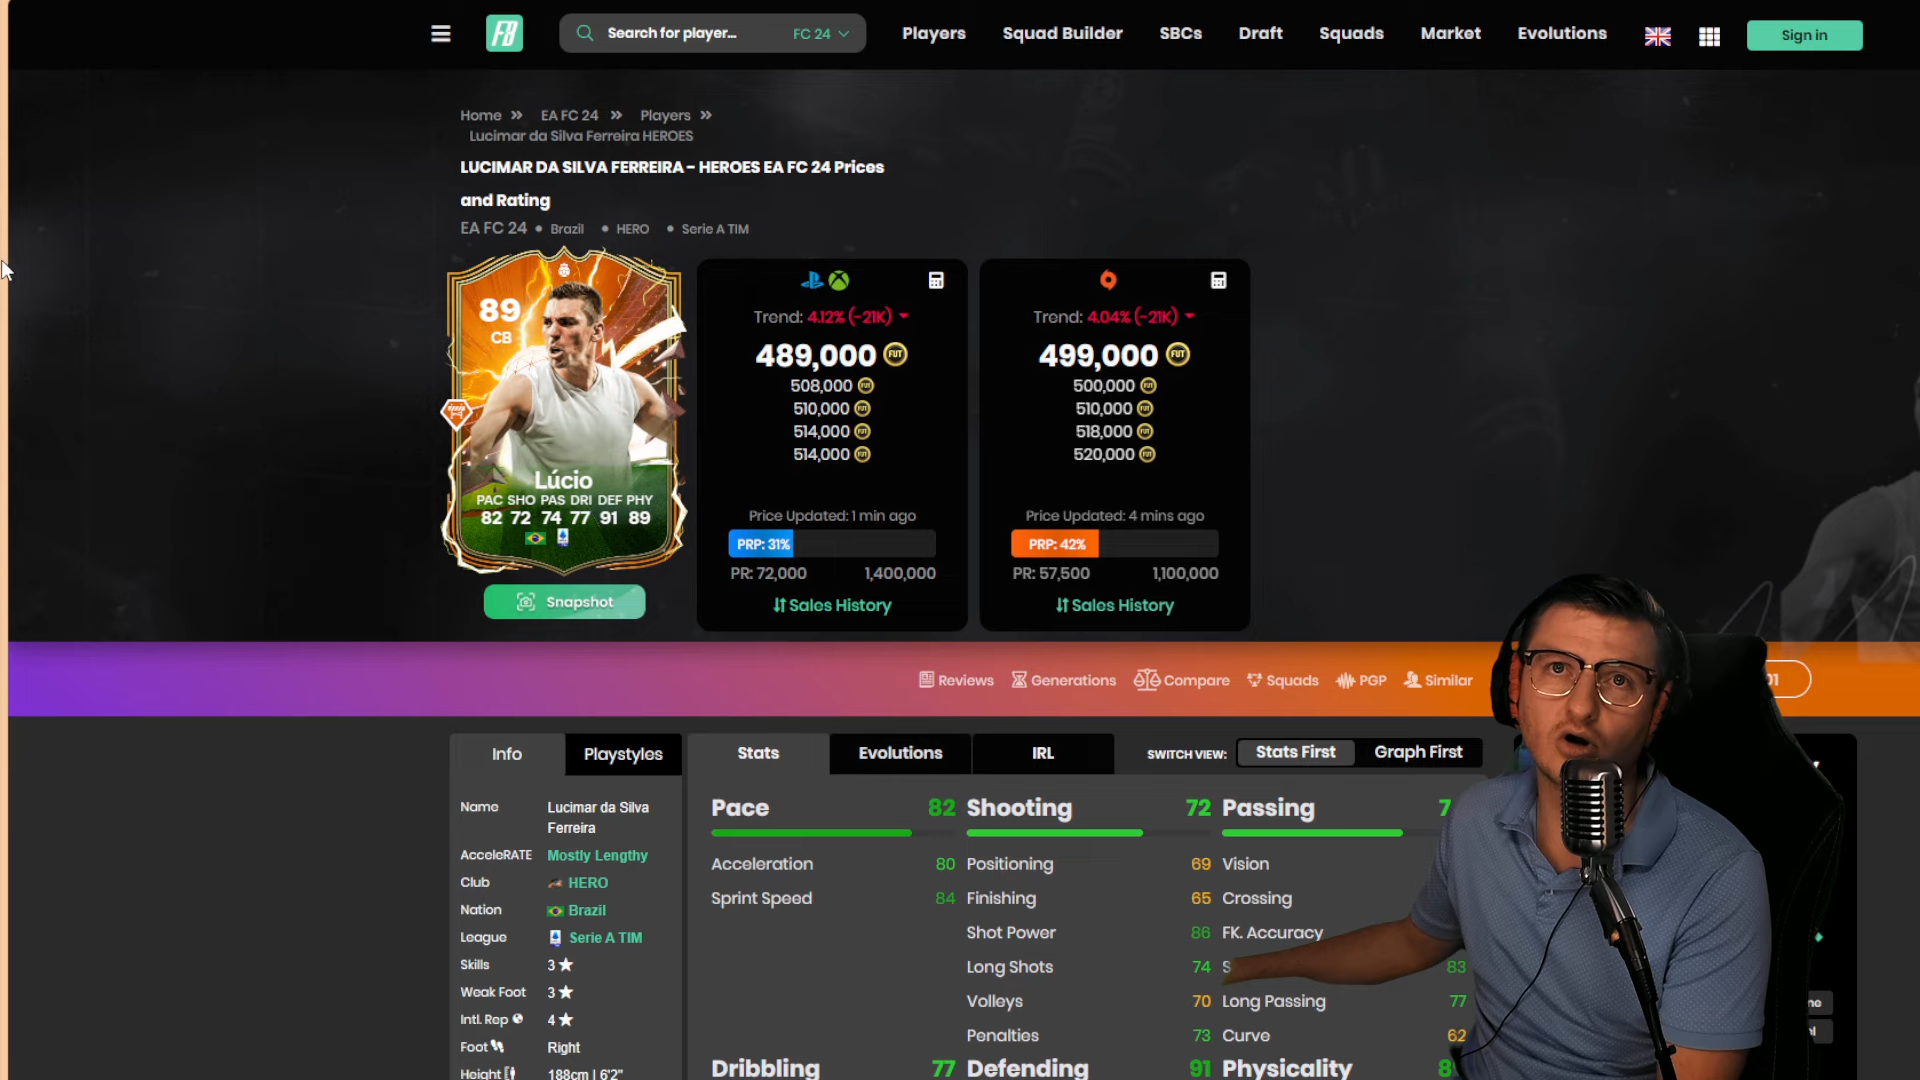 Search for player...
FC 24
Players
Squad Builder
SBCs
Draft
Squads
Market
Evolutions
Sign in
Home » EA FC 24 » Players »
Lucimar da Silva Ferreira HEROES
LUCIMAR DA SILVA FERREIRA - HEROES EA FC 24 Prices
and Rating
EA FC 24 • Brazil • HERO • Serie A TIM
89
CB
Lúcio
PAC SHO PAS DRI DEF PHY
82 72 74 77 91 89
Snapshot
Trend: 4.12% (-21K)
489,000
508,000
510,000
514,000
514,000
Price Updated: 1 min ago
PRP: 31%
PR: 72,000 1,400,000
Sales History
Trend: 4.04% (-21K)
499,000
500,000
510,000
518,000
520,000
Price Updated: 4 mins ago
PRP: 42%
PR: 57,500 1,100,000
Sales History
Reviews
Generations
Compare
Squads
PGP
Similar
Info
Playstyles
Name Lucimar da Silva
Ferreira
AcceleRATE Mostly Lengthy
Club HERO
Nation Brazil
League Serie A TIM
Skills 3
Weak Foot 3
Intl. Rep 4
Foot Right
Height 188cm | 6'2"
Stats
Evolutions
IRL
SWITCH VIEW:
Stats First
Graph First
Pace 82
Acceleration 80
Sprint Speed 84
Shooting 72
Positioning 69
Finishing 65
Shot Power 86
Long Shots 74
Volleys 70
Penalties 73
Passing 7
Vision
Crossing
FK. Accuracy
S 83
Long Passing 77
Curve 62
Dribbling 77
Defending 91
Physicality 8